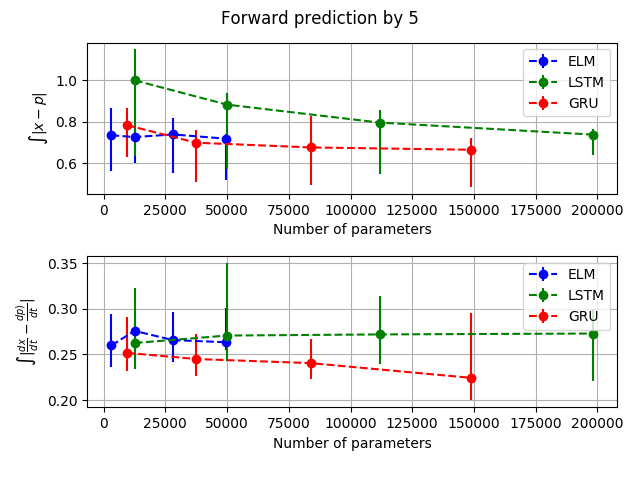 Forward prediction by 5
∫|x − p|
1.0
0.8
0.6
ELM
LSTM
GRU
0 25000 50000 75000 100000 125000 150000 175000 200000
Number of parameters
∫|dx/dt − dp)/dt|
0.35
0.30
0.25
0.20
ELM
LSTM
GRU
0 25000 50000 75000 100000 125000 150000 175000 200000
Number of parameters